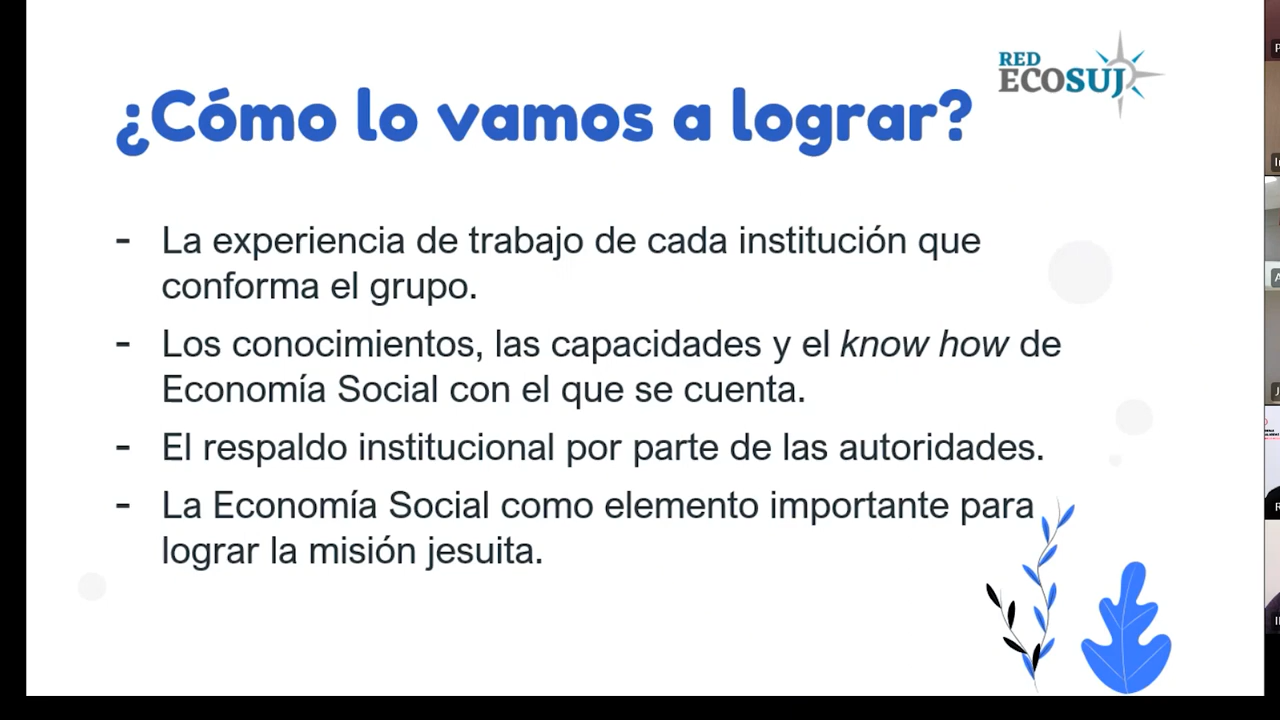 RED
ECOSUJ
¿Cómo lo vamos a lograr?
- La experiencia de trabajo de cada institución que
conforma el grupo.
- Los conocimientos, las capacidades y el know how de
Economía Social con el que se cuenta.
- El respaldo institucional por parte de las autoridades.
- La Economía Social como elemento importante para
lograr la misión jesuita.